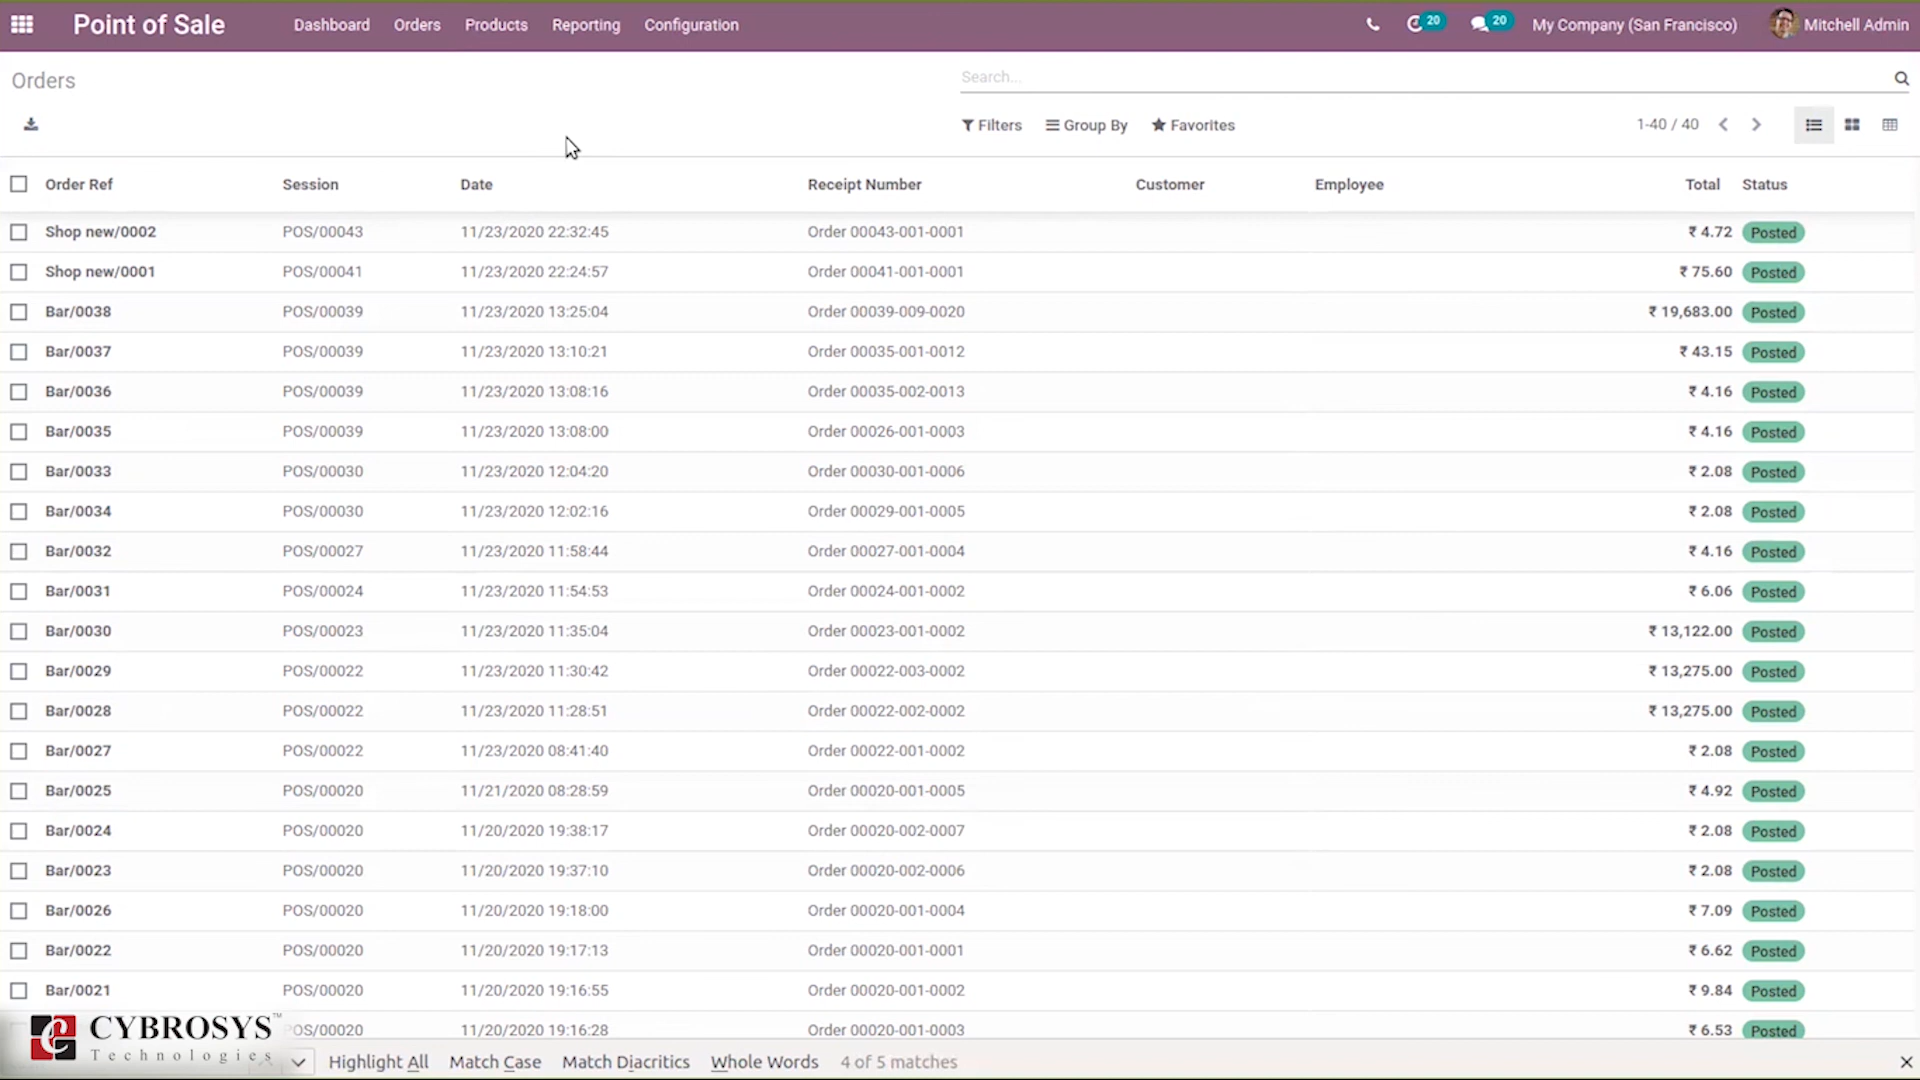 Point of Sale Dashboard Orders Products Reporting Configuration 20 20 My Company (San Francisco) Mitchell Admin
Orders Search...
Filters Group By Favorites 1-40 / 40
Order Ref Session Date Receipt Number Customer Employee Total Status
Shop new/0002 POS/00043 11/23/2020 22:32:45 Order 00043-001-0001 ₹ 4.72 Posted
Shop new/0001 POS/00041 11/23/2020 22:24:57 Order 00041-001-0001 ₹ 75.60 Posted
Bar/0038 POS/00039 11/23/2020 13:25:04 Order 00039-009-0020 ₹ 19,683.00 Posted
Bar/0037 POS/00039 11/23/2020 13:10:21 Order 00035-001-0012 ₹ 43.15 Posted
Bar/0036 POS/00039 11/23/2020 13:08:16 Order 00035-002-0013 ₹ 4.16 Posted
Bar/0035 POS/00039 11/23/2020 13:08:00 Order 00026-001-0003 ₹ 4.16 Posted
Bar/0033 POS/00030 11/23/2020 12:04:20 Order 00030-001-0006 ₹ 2.08 Posted
Bar/0034 POS/00030 11/23/2020 12:02:16 Order 00029-001-0005 ₹ 2.08 Posted
Bar/0032 POS/00027 11/23/2020 11:58:44 Order 00027-001-0004 ₹ 4.16 Posted
Bar/0031 POS/00024 11/23/2020 11:54:53 Order 00024-001-0002 ₹ 6.06 Posted
Bar/0030 POS/00023 11/23/2020 11:35:04 Order 00023-001-0002 ₹ 13,122.00 Posted
Bar/0029 POS/00022 11/23/2020 11:30:42 Order 00022-003-0002 ₹ 13,275.00 Posted
Bar/0028 POS/00022 11/23/2020 11:28:51 Order 00022-002-0002 ₹ 13,275.00 Posted
Bar/0027 POS/00022 11/23/2020 08:41:40 Order 00022-001-0002 ₹ 2.08 Posted
Bar/0025 POS/00020 11/21/2020 08:28:59 Order 00020-001-0005 ₹ 4.92 Posted
Bar/0024 POS/00020 11/20/2020 19:38:17 Order 00020-002-0007 ₹ 2.08 Posted
Bar/0023 POS/00020 11/20/2020 19:37:10 Order 00020-002-0006 ₹ 2.08 Posted
Bar/0026 POS/00020 11/20/2020 19:18:00 Order 00020-001-0004 ₹ 7.09 Posted
Bar/0022 POS/00020 11/20/2020 19:17:13 Order 00020-001-0001 ₹ 6.62 Posted
Bar/0021 POS/00020 11/20/2020 19:16:55 Order 00020-001-0002 ₹ 9.84 Posted
CYBROSYS™ POS/00020 11/20/2020 19:16:28 Order 00020-001-0003 ₹ 6.53 Posted
Technologies Highlight All Match Case Match Diacritics Whole Words 4 of 5 matches